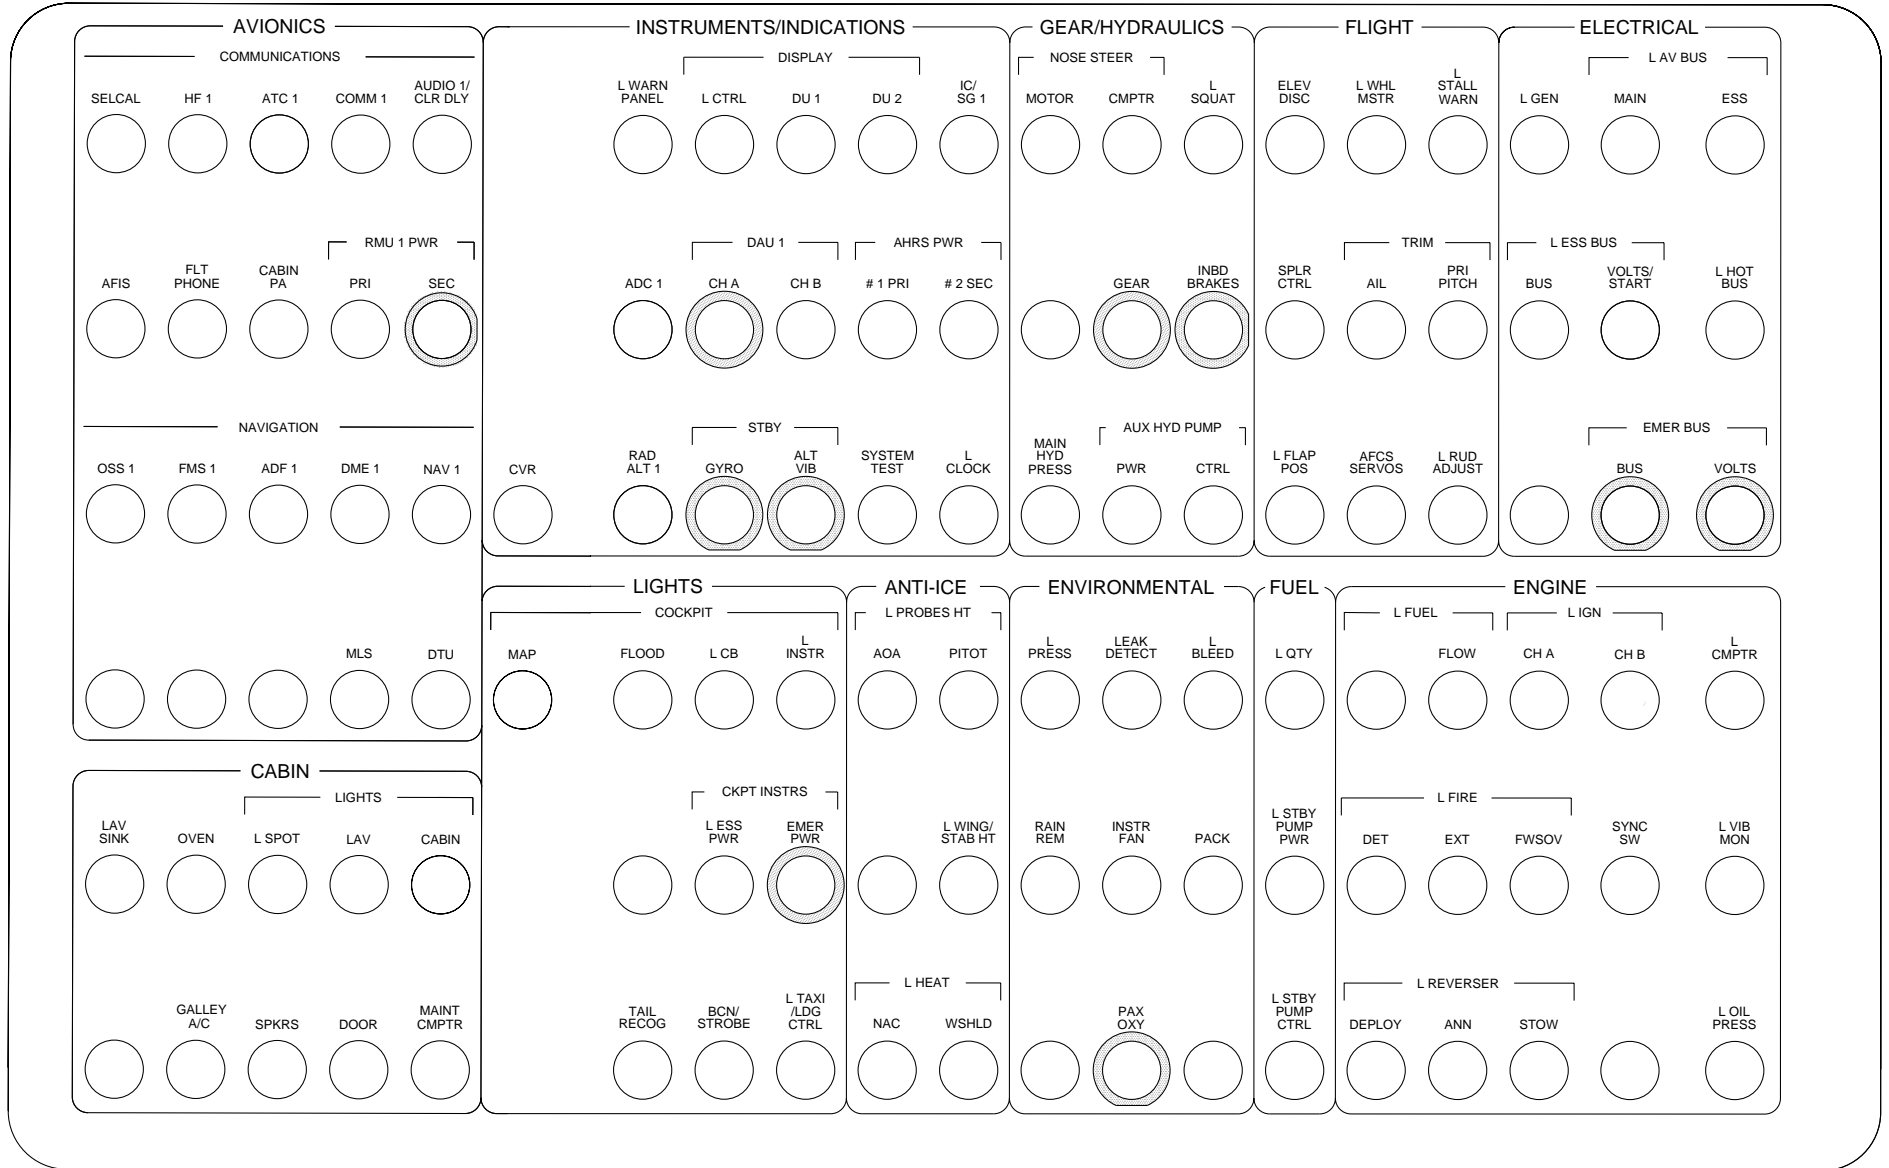 AVIONICS
COMMUNICATIONS
SELCAL
HF 1
ATC 1
COMM 1
AUDIO 1/
CLR DLY
RMU 1 PWR
AFIS
FLT
PHONE
CABIN
PA
PRI
SEC
NAVIGATION
OSS 1
FMS 1
ADF 1
DME 1
NAV 1
MLS
DTU
INSTRUMENTS/INDICATIONS
DISPLAY
L WARN
PANEL
L CTRL
DU 1
DU 2
IC/
SG 1
DAU 1
AHRS PWR
ADC 1
CH A
CH B
# 1 PRI
# 2 SEC
STBY
CVR
RAD
ALT 1
GYRO
ALT
VIB
SYSTEM
TEST
L
CLOCK
GEAR/HYDRAULICS
NOSE STEER
MOTOR
CMPTR
L
SQUAT
GEAR
INBD
BRAKES
AUX HYD PUMP
MAIN
HYD
PRESS
PWR
CTRL
FLIGHT
ELEV
DISC
L WHL
MSTR
L
STALL
WARN
TRIM
SPLR
CTRL
AIL
PRI
PITCH
L FLAP
POS
AFCS
SERVOS
L RUD
ADJUST
ELECTRICAL
L AV BUS
L GEN
MAIN
ESS
L ESS BUS
BUS
VOLTS/
START
L HOT
BUS
EMER BUS
BUS
VOLTS
CABIN
LIGHTS
LAV
SINK
OVEN
L SPOT
LAV
CABIN
GALLEY
A/C
SPKRS
DOOR
MAINT
CMPTR
LIGHTS
COCKPIT
MAP
FLOOD
L CB
L
INSTR
CKPT INSTRS
L ESS
PWR
EMER
PWR
TAIL
RECOG
BCN/
STROBE
L TAXI
/LDG
CTRL
ANTI-ICE
L PROBES HT
AOA
PITOT
L WING/
STAB HT
L HEAT
NAC
WSHLD
ENVIRONMENTAL
L
PRESS
LEAK
DETECT
L
BLEED
RAIN
REM
INSTR
FAN
PACK
PAX
OXY
FUEL
L QTY
L STBY
PUMP
PWR
L STBY
PUMP
CTRL
ENGINE
L FUEL
L IGN
FLOW
CH A
CH B
L
CMPTR
L FIRE
DET
EXT
FWSOV
SYNC
SW
L VIB
MON
L REVERSER
DEPLOY
ANN
STOW
L OIL
PRESS